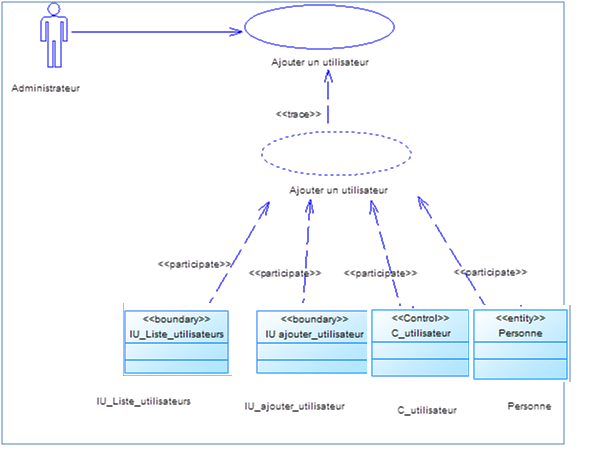 Ajouter un utilisateur
Administrateur
<<trace>>
Ajouter un utilisateur
<<participate>>
<<participate>>
<<participate>>
<<participate>>
<<boundary>>
IU_Liste_utilisateurs
<<boundary>>
IU ajouter_utilisateur
<<Control>>
C_utilisateur
<<entity>>
Personne
IU_Liste_utilisateurs
IU_ajouter_utilisateur
C_utilisateur
Personne